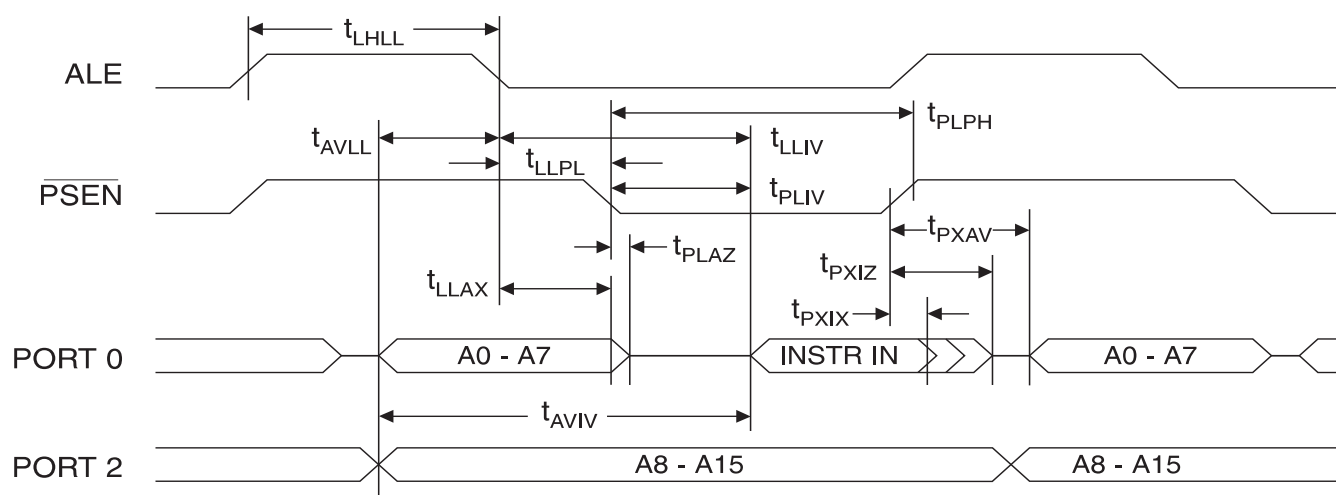 tLHLL
ALE
tPLPH
tAVLL
tLLIV
tLLPL
PSEN
tPLIV
tPXAV
tPLAZ
tPXIZ
tLLAX
tPXIX
PORT 0
A0 - A7
INSTR IN
A0 - A7
tAVIV
PORT 2
A8 - A15
A8 - A15